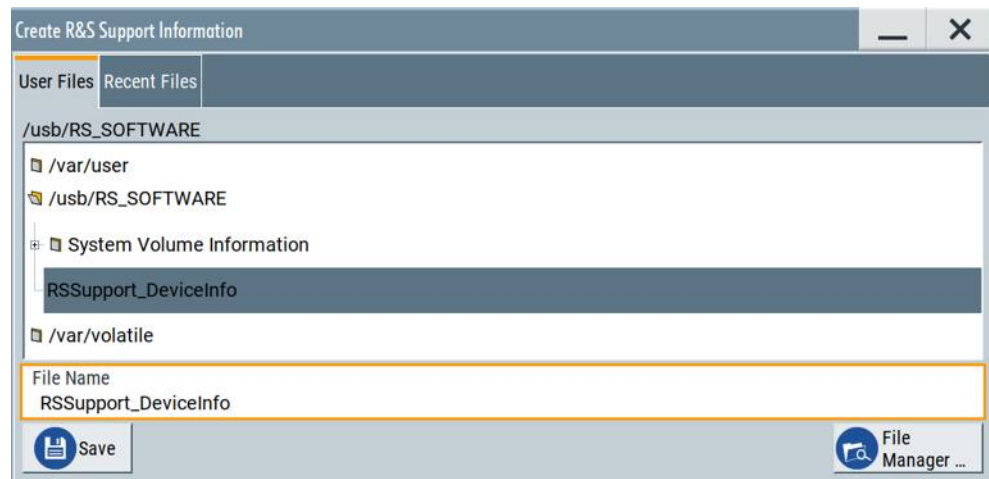 Create R&S Support Information
User Files Recent Files
/usb/RS_SOFTWARE
/var/user
/usb/RS_SOFTWARE
System Volume Information
RSSupport_DeviceInfo
/var/volatile
File Name
RSSupport_DeviceInfo
Save
File
Manager ...